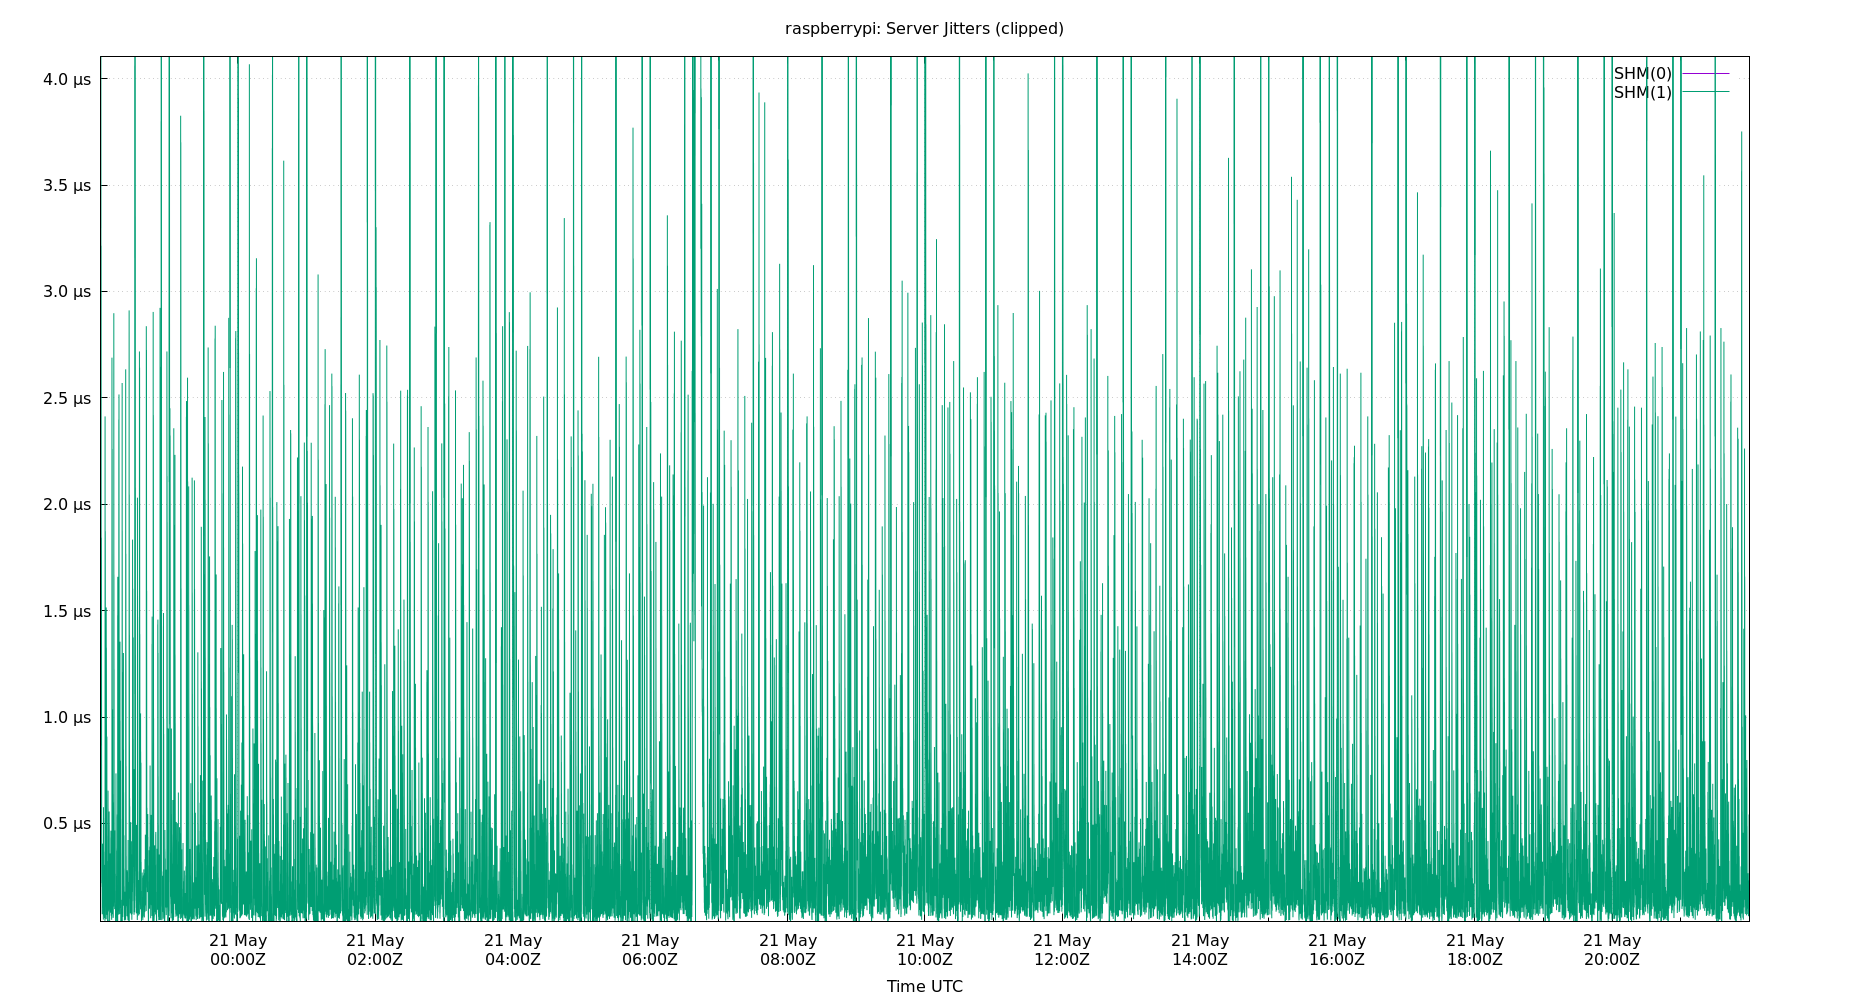 raspberrypi: Server Jitters (clipped)
4.0 µs
3.5 µs
3.0 µs
2.5 µs
2.0 µs
1.5 µs
1.0 µs
0.5 µs
SHM(0)
SHM(1)
21 May 21 May 21 May 21 May 21 May 21 May 21 May 21 May 21 May 21 May 21 May
00:00Z 02:00Z 04:00Z 06:00Z 08:00Z 10:00Z 12:00Z 14:00Z 16:00Z 18:00Z 20:00Z
Time UTC